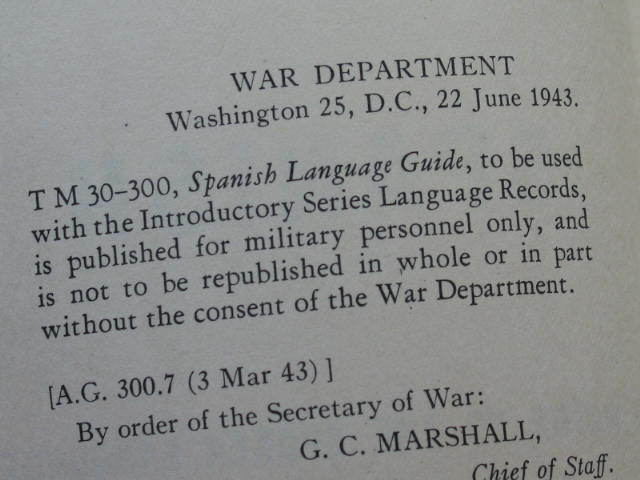 WAR DEPARTMENT
Washington 25, D.C., 22 June 1943.
T M 30–300, Spanish Language Guide, to be used
with the Introductory Series Language Records,
is published for military personnel only, and
is not to be republished in whole or in part
without the consent of the War Department.
[A.G. 300.7 (3 Mar 43) ]
By order of the Secretary of War:
G. C. MARSHALL,
Chief of Staff.